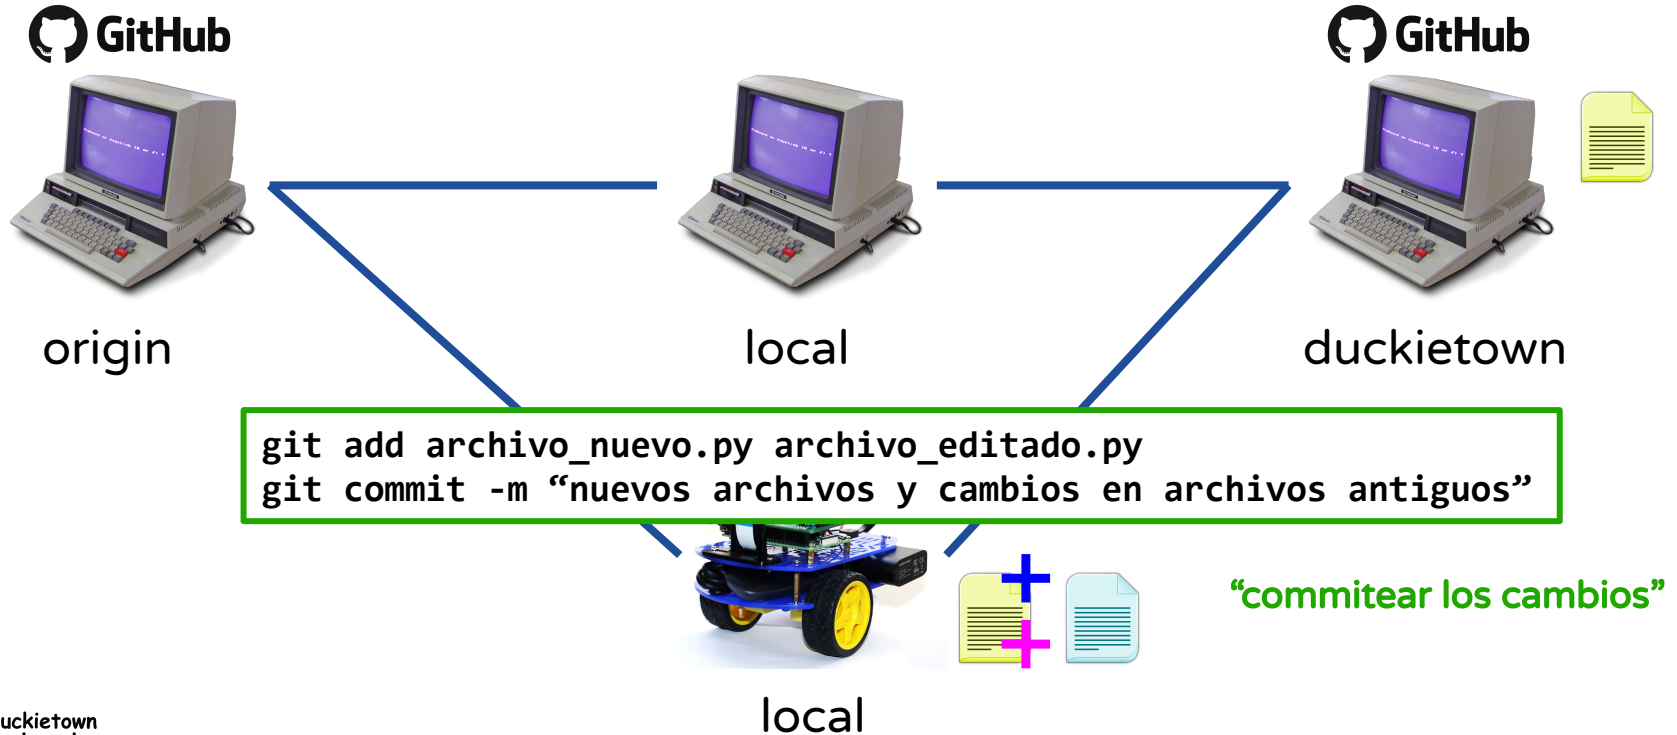 GitHub
GitHub
origin
local
duckietown
git add archivo_nuevo.py archivo_editado.py
git commit -m “nuevos archivos y cambios en archivos antiguos”
“commitear los cambios”
local
uckietown